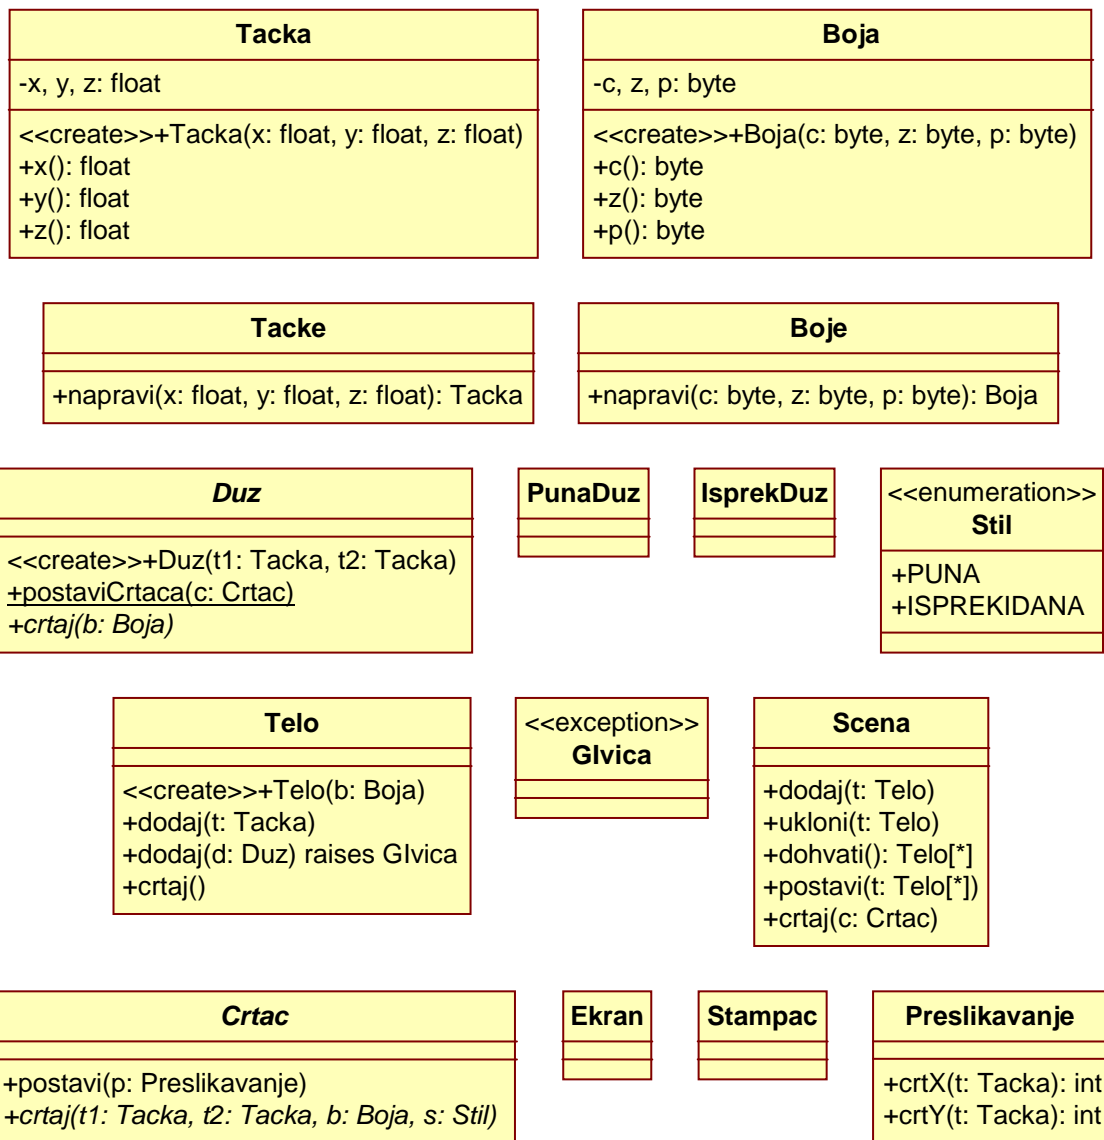 Tacka
-x, y, z: float
<<create>>+Tacka(x: float, y: float, z: float)
+x(): float
+y(): float
+z(): float
Boja
-c, z, p: byte
<<create>>+Boja(c: byte, z: byte, p: byte)
+c(): byte
+z(): byte
+p(): byte
Tacke
+napravi(x: float, y: float, z: float): Tacka
Boje
+napravi(c: byte, z: byte, p: byte): Boja
Duz
<<create>>+Duz(t1: Tacka, t2: Tacka)
+postaviCrtaca(c: Crtac)
+crtaj(b: Boja)
PunaDuz
IsprekDuz
<<enumeration>>
Stil
+PUNA
+ISPREKIDANA
Telo
<<create>>+Telo(b: Boja)
+dodaj(t: Tacka)
+dodaj(d: Duz) raises GIvica
+crtaj()
<<exception>>
GIvica
Scena
+dodaj(t: Telo)
+ukloni(t: Telo)
+dohvati(): Telo[*]
+postavi(t: Telo[*])
+crtaj(c: Crtac)
Crtac
+postavi(p: Preslikavanje)
+crtaj(t1: Tacka, t2: Tacka, b: Boja, s: Stil)
Ekran
Stampac
Preslikavanje
+crtX(t: Tacka): int
+crtY(t: Tacka): int